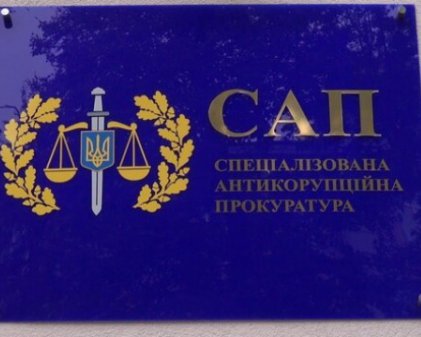 САП
СПЕЦІАЛІЗОВАНА
АНТИКОРУПЦІЙНА
ПРОКУРАТУРА